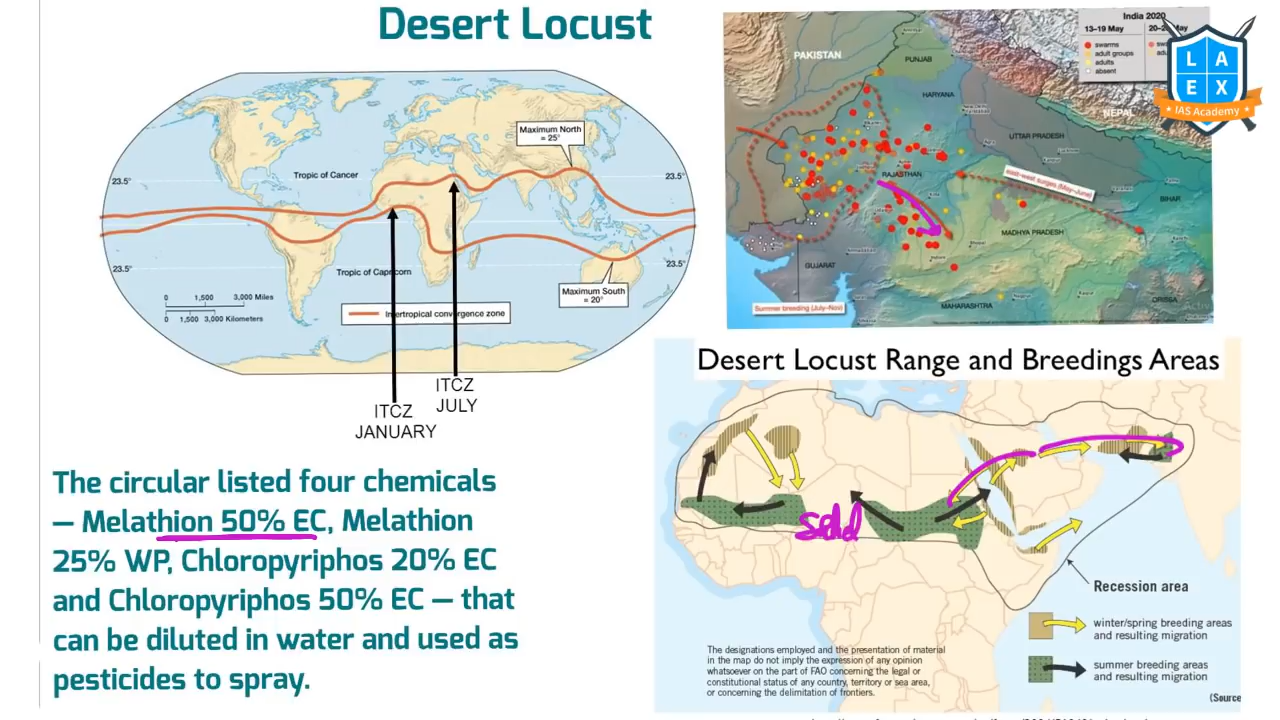 Desert Locust
Maximum North
= 25°
Tropic of Cancer
23.5°
23.5°
23.5°
23.5°
Tropic of Capricorn
Maximum South
= 20°
0 1,500 3,000 Miles
0 1,500 3,000 Kilometers
Intertropical convergence zone
ITCZ
JULY
ITCZ
JANUARY
The circular listed four chemicals
— Melathion 50% EC, Melathion
25% WP, Chloropyriphos 20% EC
and Chloropyriphos 50% EC — that
can be diluted in water and used as
pesticides to spray.
India 2020
13–19 May
swarms
adult groups
adults
absent
PAKISTAN
PUNJAB
HARYANA
NEPAL
UTTAR PRADESH
RAJASTHAN
east-west surges (May-June)
BIHAR
MADHYA PRADESH
GUJARAT
Summer breeding (July-Nov)
MAHARASHTRA
ORISSA
L A
E X
IAS Academy
Desert Locust Range and Breedings Areas
Recession area
winter/spring breeding areas
and resulting migration
summer breeding areas
and resulting migration
The designations employed and the presentation of material
in the map do not imply the expression of any opinion
whatsoever on the part of FAO concerning the legal or
constitutional status of any country, territory or sea area,
or concerning the delimitation of frontiers.
(Source